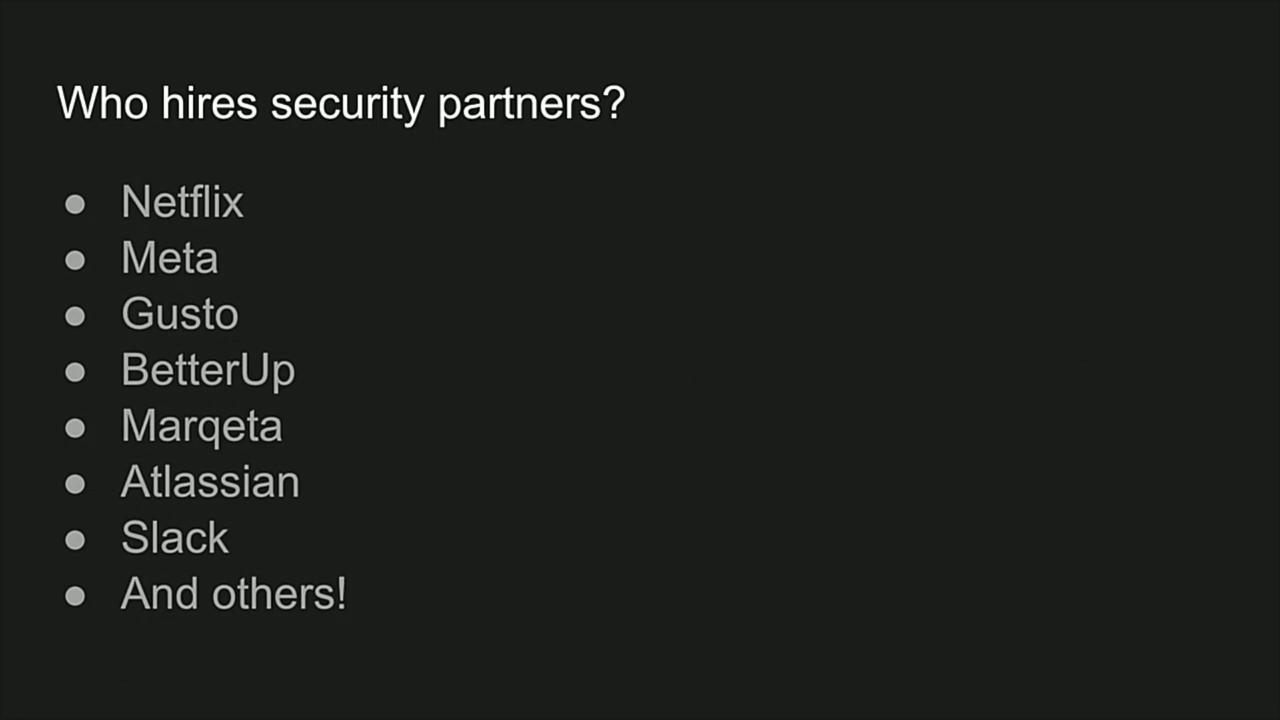 Who hires security partners?
● Netflix
● Meta
● Gusto
● BetterUp
● Marqeta
● Atlassian
● Slack
● And others!